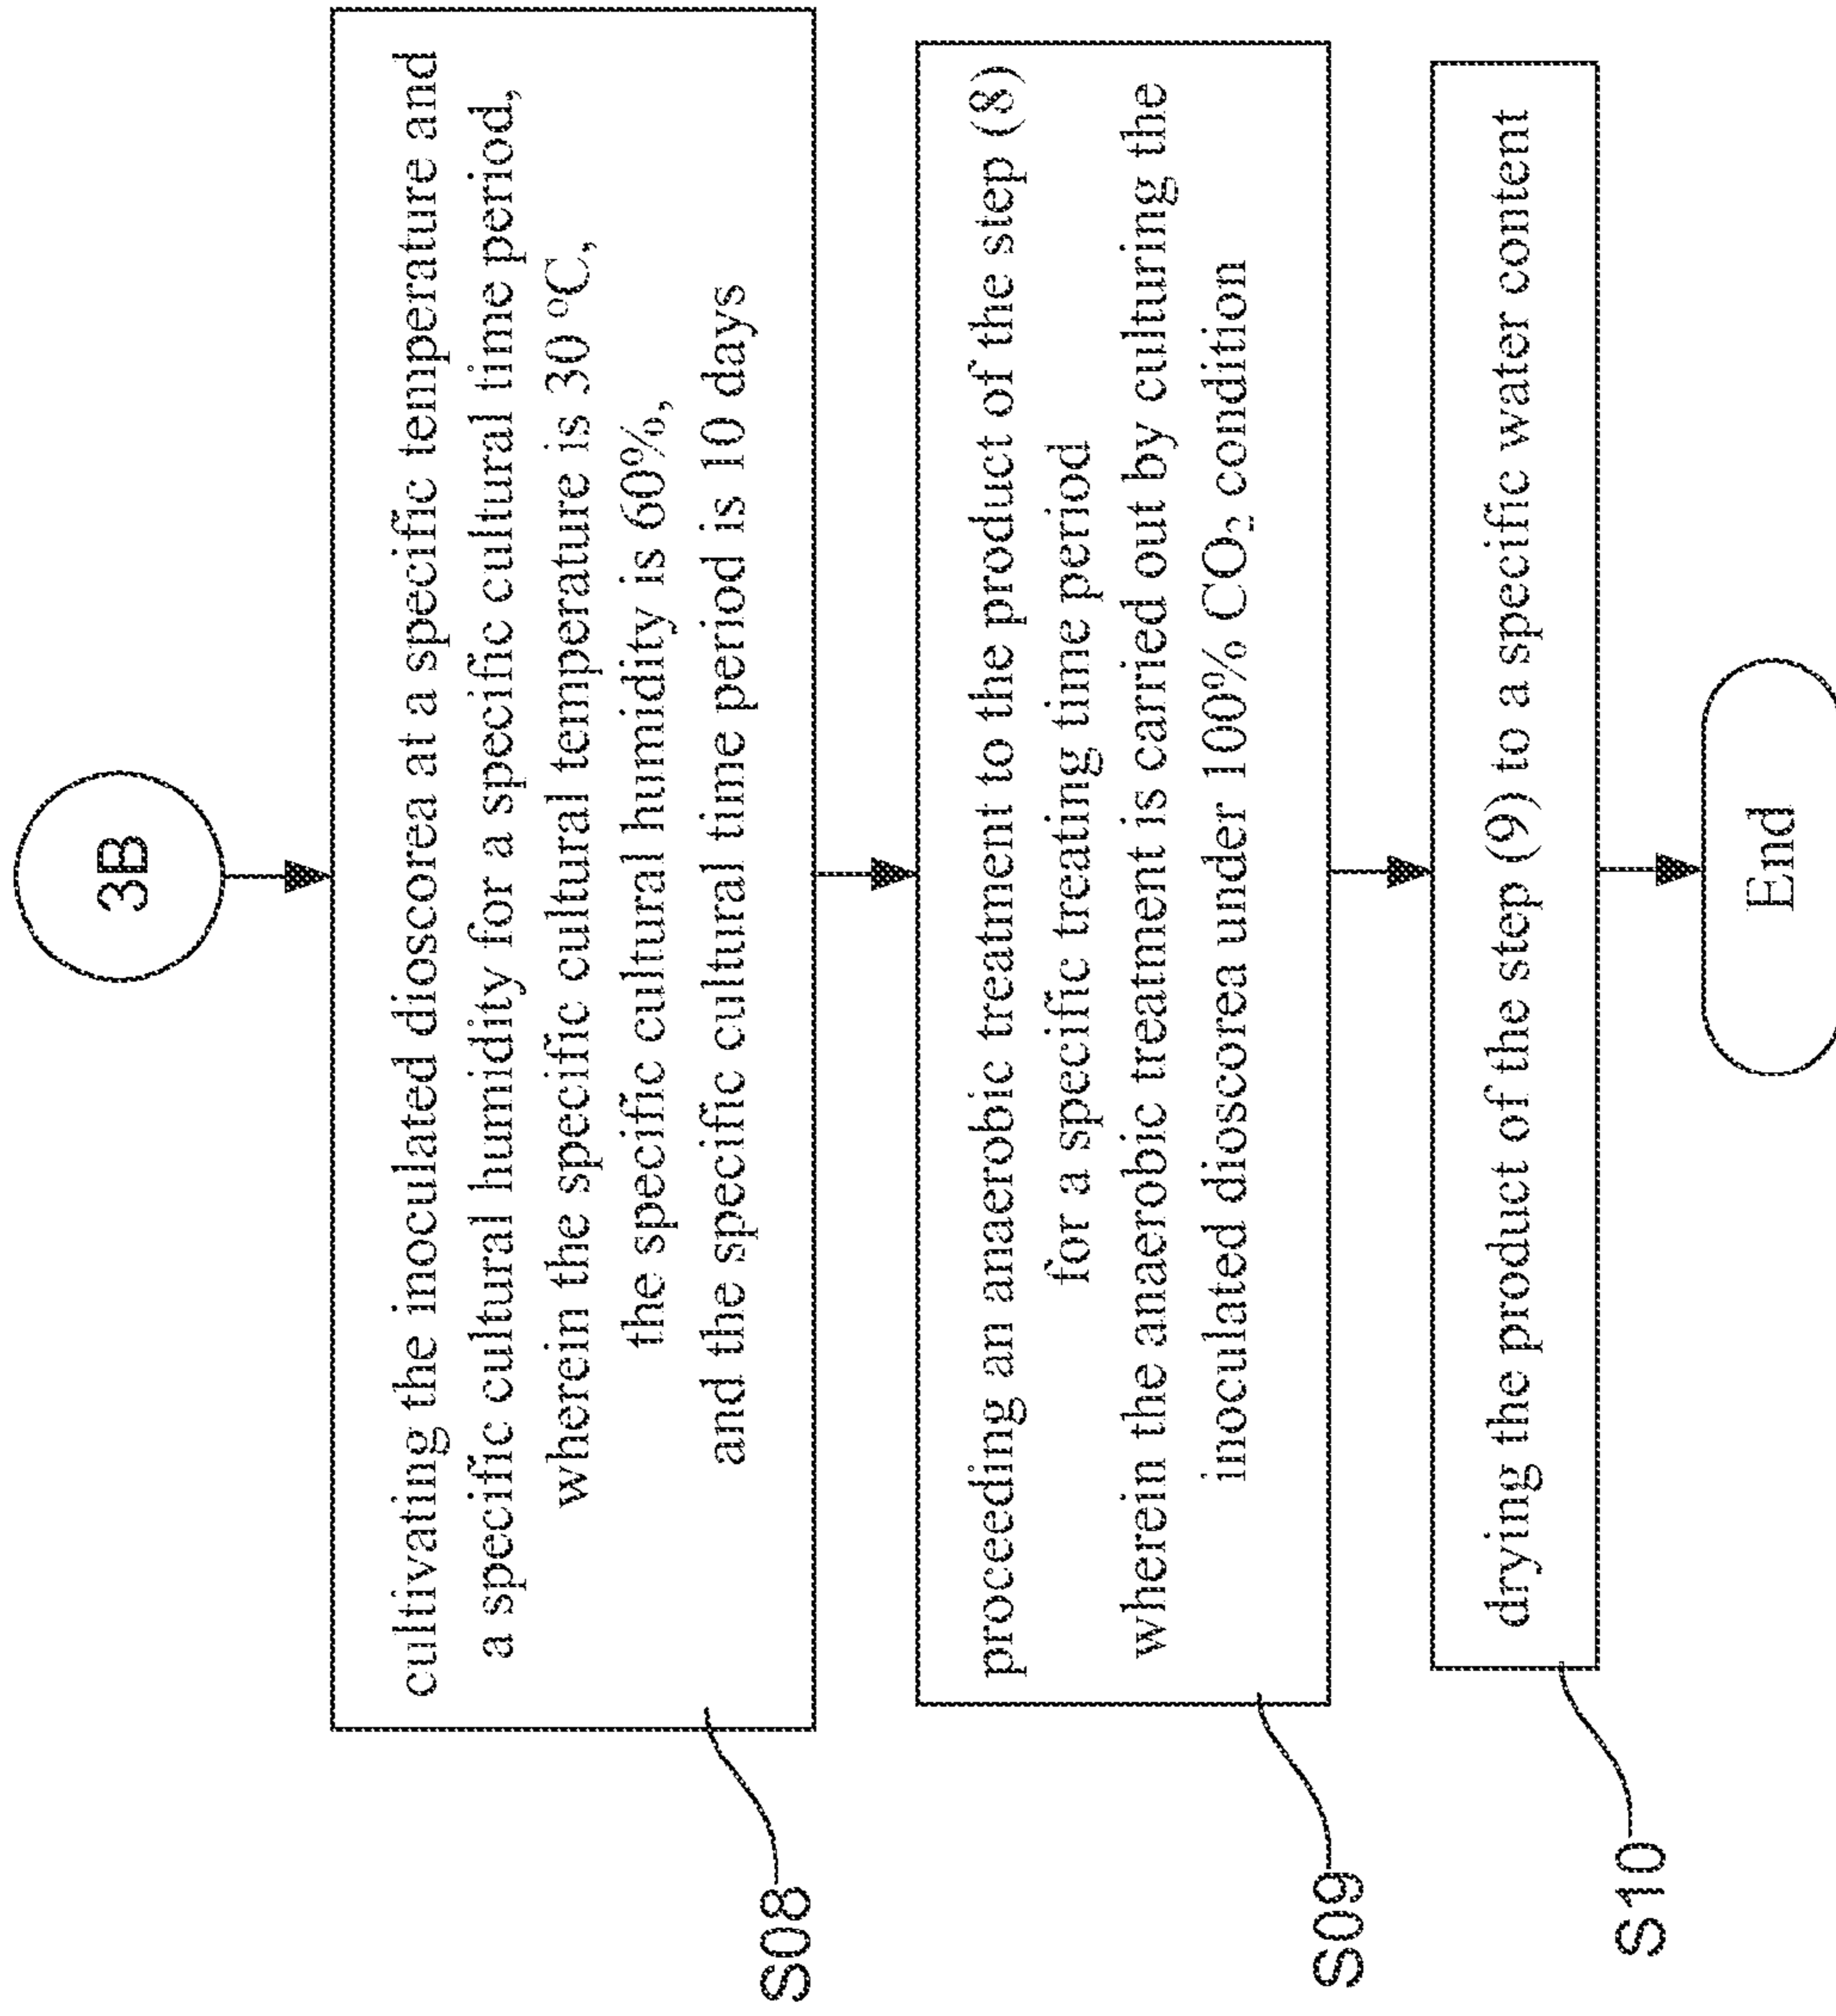 3B
cultivating the inoculated dioscorea at a specific temperature and
a specific cultural humidity for a specific cultural time period,
wherein the specific cultural temperature is 30 °C,
the specific cultural humidity is 60%,
and the specific cultural time period is 10 days
S08
proceeding an anaerobic treatment to the product of the step (8)
for a specific treating time period
wherein the anaerobic treatment is carried out by culturing the
inoculated dioscorea under 100% CO₂ condition
S09
drying the product of the step (9) to a specific water content
S10
End